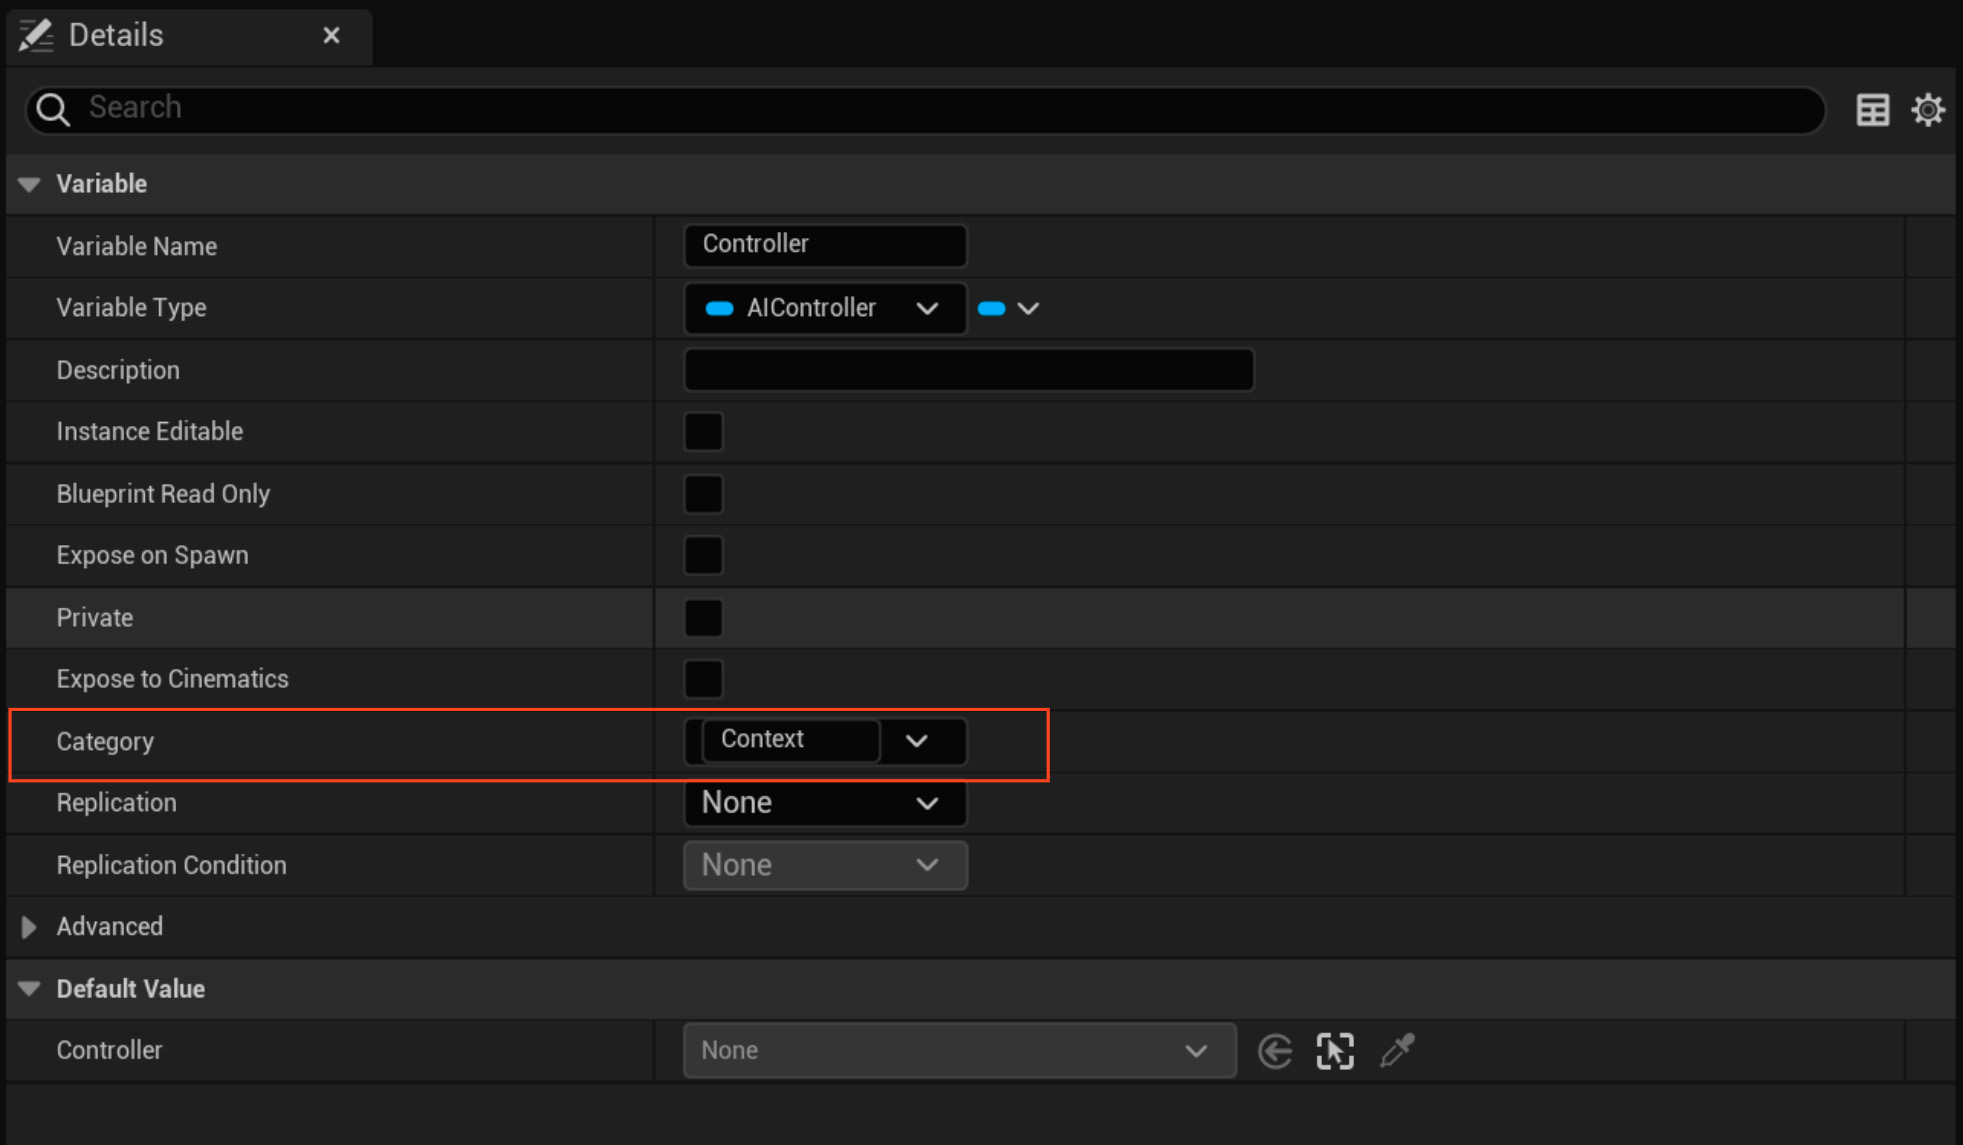 Details
Search
Variable
Variable Name
Controller
Variable Type
AIController
Description
Instance Editable
Blueprint Read Only
Expose on Spawn
Private
Expose to Cinematics
Category
Context
Replication
None
Replication Condition
None
Advanced
Default Value
Controller
None